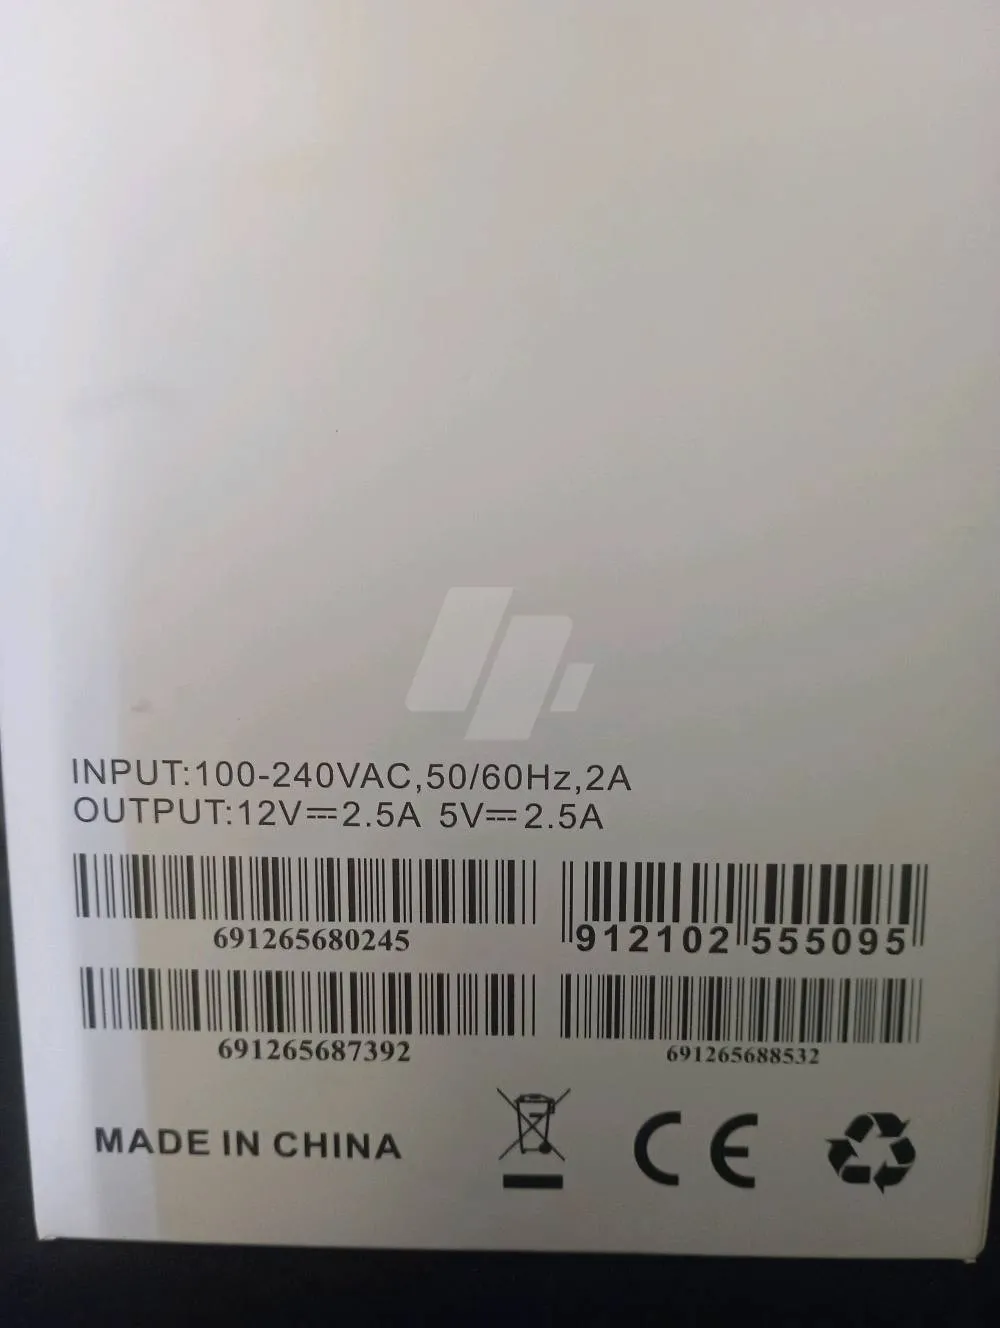 INPUT:100-240VAC,50/60Hz,2A
OUTPUT:12V⎓2.5A 5V⎓2.5A
691265680245
912102 555095
691265687392
691265688532
MADE IN CHINA
CE